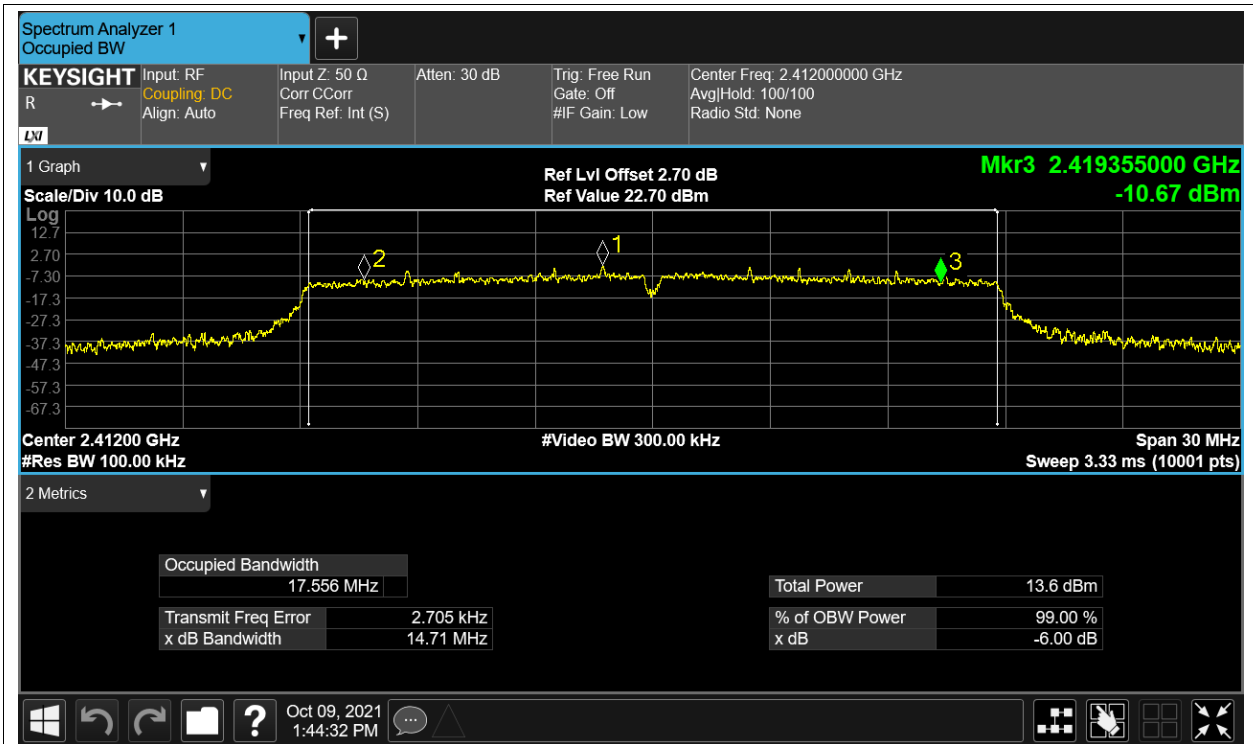 Spectrum Analyzer 1
Occupied BW
KEYSIGHT
R
LXI
Input: RF
Coupling: DC
Align: Auto
Input Z: 50 Ω
Corr CCorr
Freq Ref: Int (S)
Atten: 30 dB
Trig: Free Run
Gate: Off
#IF Gain: Low
Center Freq: 2.412000000 GHz
Avg|Hold: 100/100
Radio Std: None
1 Graph
Scale/Div 10.0 dB
Ref Lvl Offset 2.70 dB
Ref Value 22.70 dBm
Mkr3 2.419355000 GHz
-10.67 dBm
Log
12.7
2.70
-7.30
-17.3
-27.3
-37.3
-47.3
-57.3
-67.3
2
1
3
Center 2.41200 GHz
#Video BW 300.00 kHz
Span 30 MHz
#Res BW 100.00 kHz
Sweep 3.33 ms (10001 pts)
2 Metrics
Occupied Bandwidth
17.556 MHz
Total Power 13.6 dBm
Transmit Freq Error 2.705 kHz
% of OBW Power 99.00 %
x dB Bandwidth 14.71 MHz
x dB -6.00 dB
?
Oct 09, 2021
1:44:32 PM